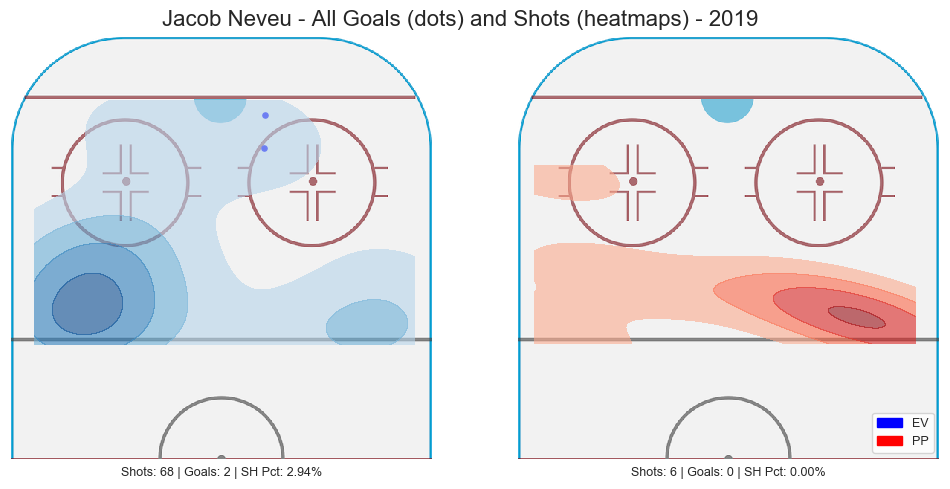 Jacob Neveu - All Goals (dots) and Shots (heatmaps) - 2019
EV
PP
Shots: 68 | Goals: 2 | SH Pct: 2.94%
Shots: 6 | Goals: 0 | SH Pct: 0.00%